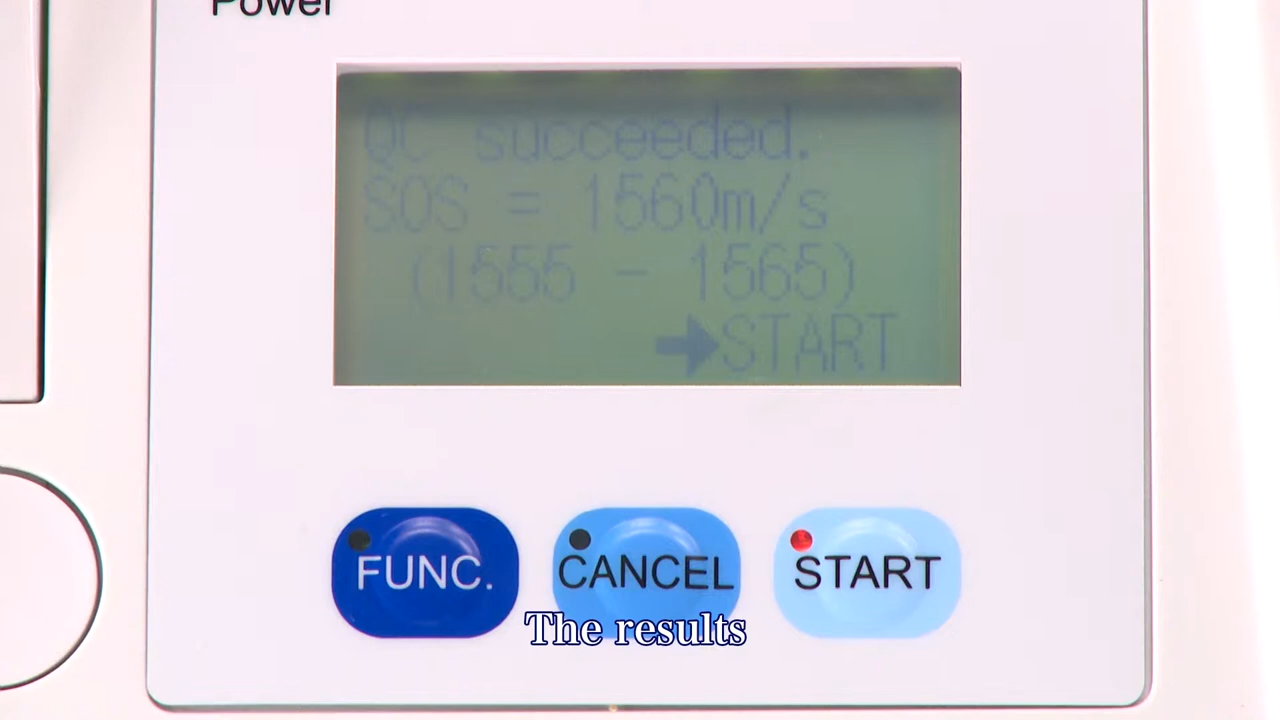 Power
QC succeeded.
SOS = 1560m/s
(1555 - 1565)
➔START
FUNC.
CANCEL
START
The results